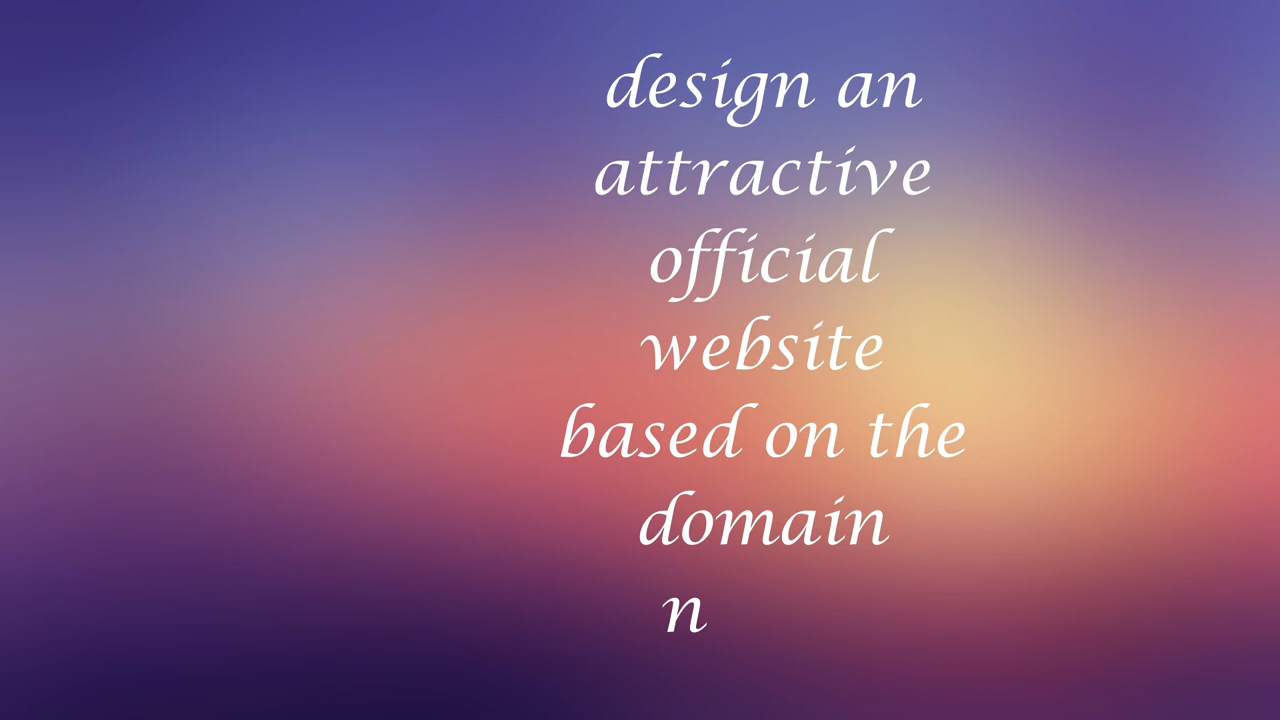 design an
attractive
official
website
based on the
domain
n